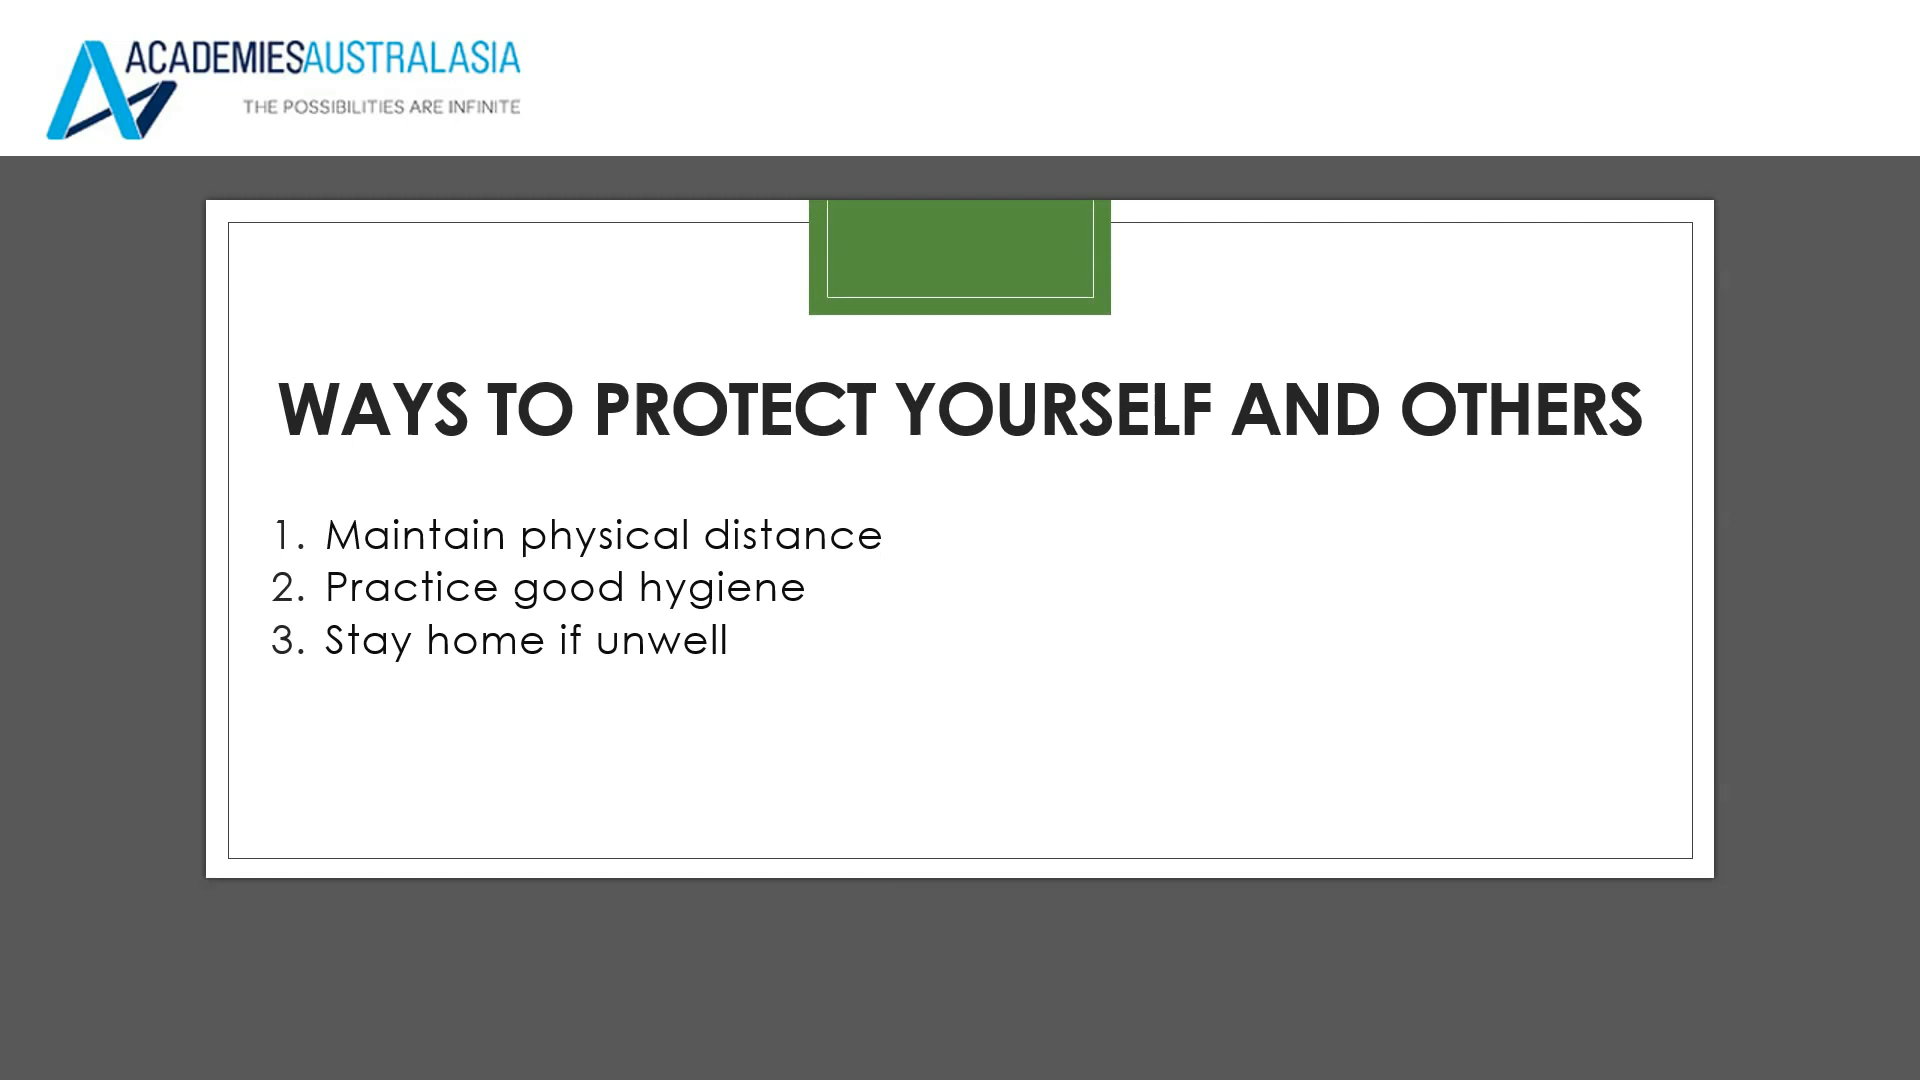 ACADEMIESAUSTRALASIA
THE POSSIBILITIES ARE INFINITE
WAYS TO PROTECT YOURSELF AND OTHERS
1. Maintain physical distance
2. Practice good hygiene
3. Stay home if unwell